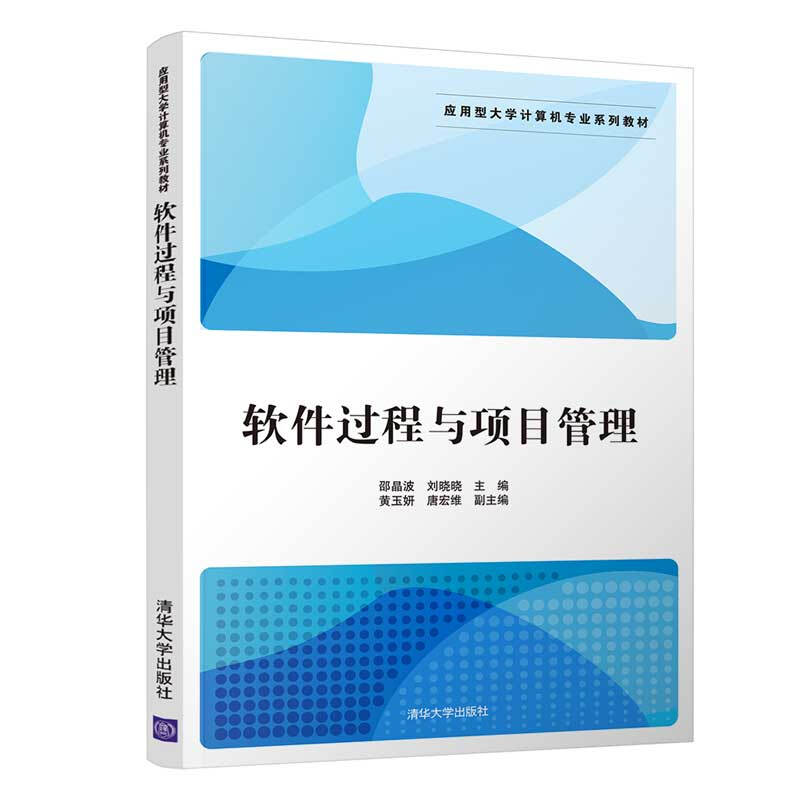 应用型大学计算机专业系列教材
软件过程与项目管理
清华大学出版社
应用型大学计算机专业系列教材
软件过程与项目管理
邵晶波 刘晓晓 主 编
黄玉妍 唐宏维 副主编
清华大学出版社